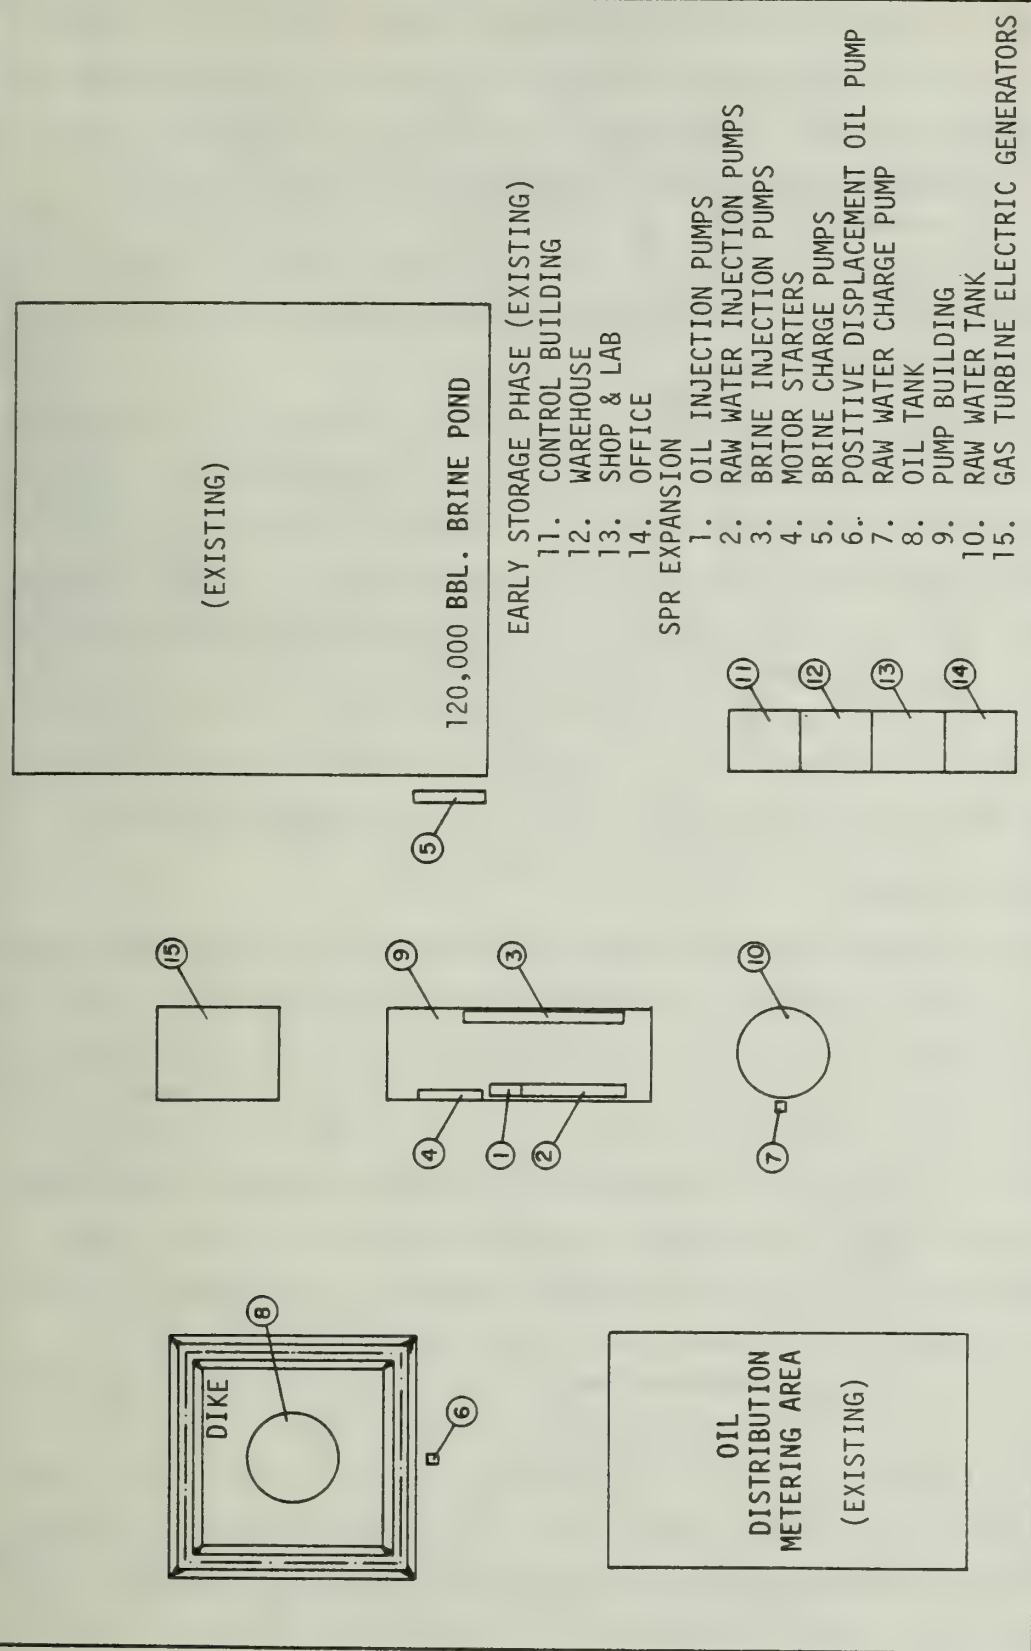 (EXISTING)
120,000 BBL. BRINE POND
5
15
9
3
10
4
1
2
7
DIKE
8
6
OIL
DISTRIBUTION
METERING AREA
(EXISTING)
11
12
13
14
EARLY STORAGE PHASE (EXISTING)
11. CONTROL BUILDING
12. WAREHOUSE
13. SHOP & LAB
14. OFFICE
SPR EXPANSION
1. OIL INJECTION PUMPS
2. RAW WATER INJECTION PUMPS
3. BRINE INJECTION PUMPS
4. MOTOR STARTERS
5. BRINE CHARGE PUMPS
6. POSITIVE DISPLACEMENT OIL PUMP
7. RAW WATER CHARGE PUMP
8. OIL TANK
9. PUMP BUILDING
10. RAW WATER TANK
15. GAS TURBINE ELECTRIC GENERATORS